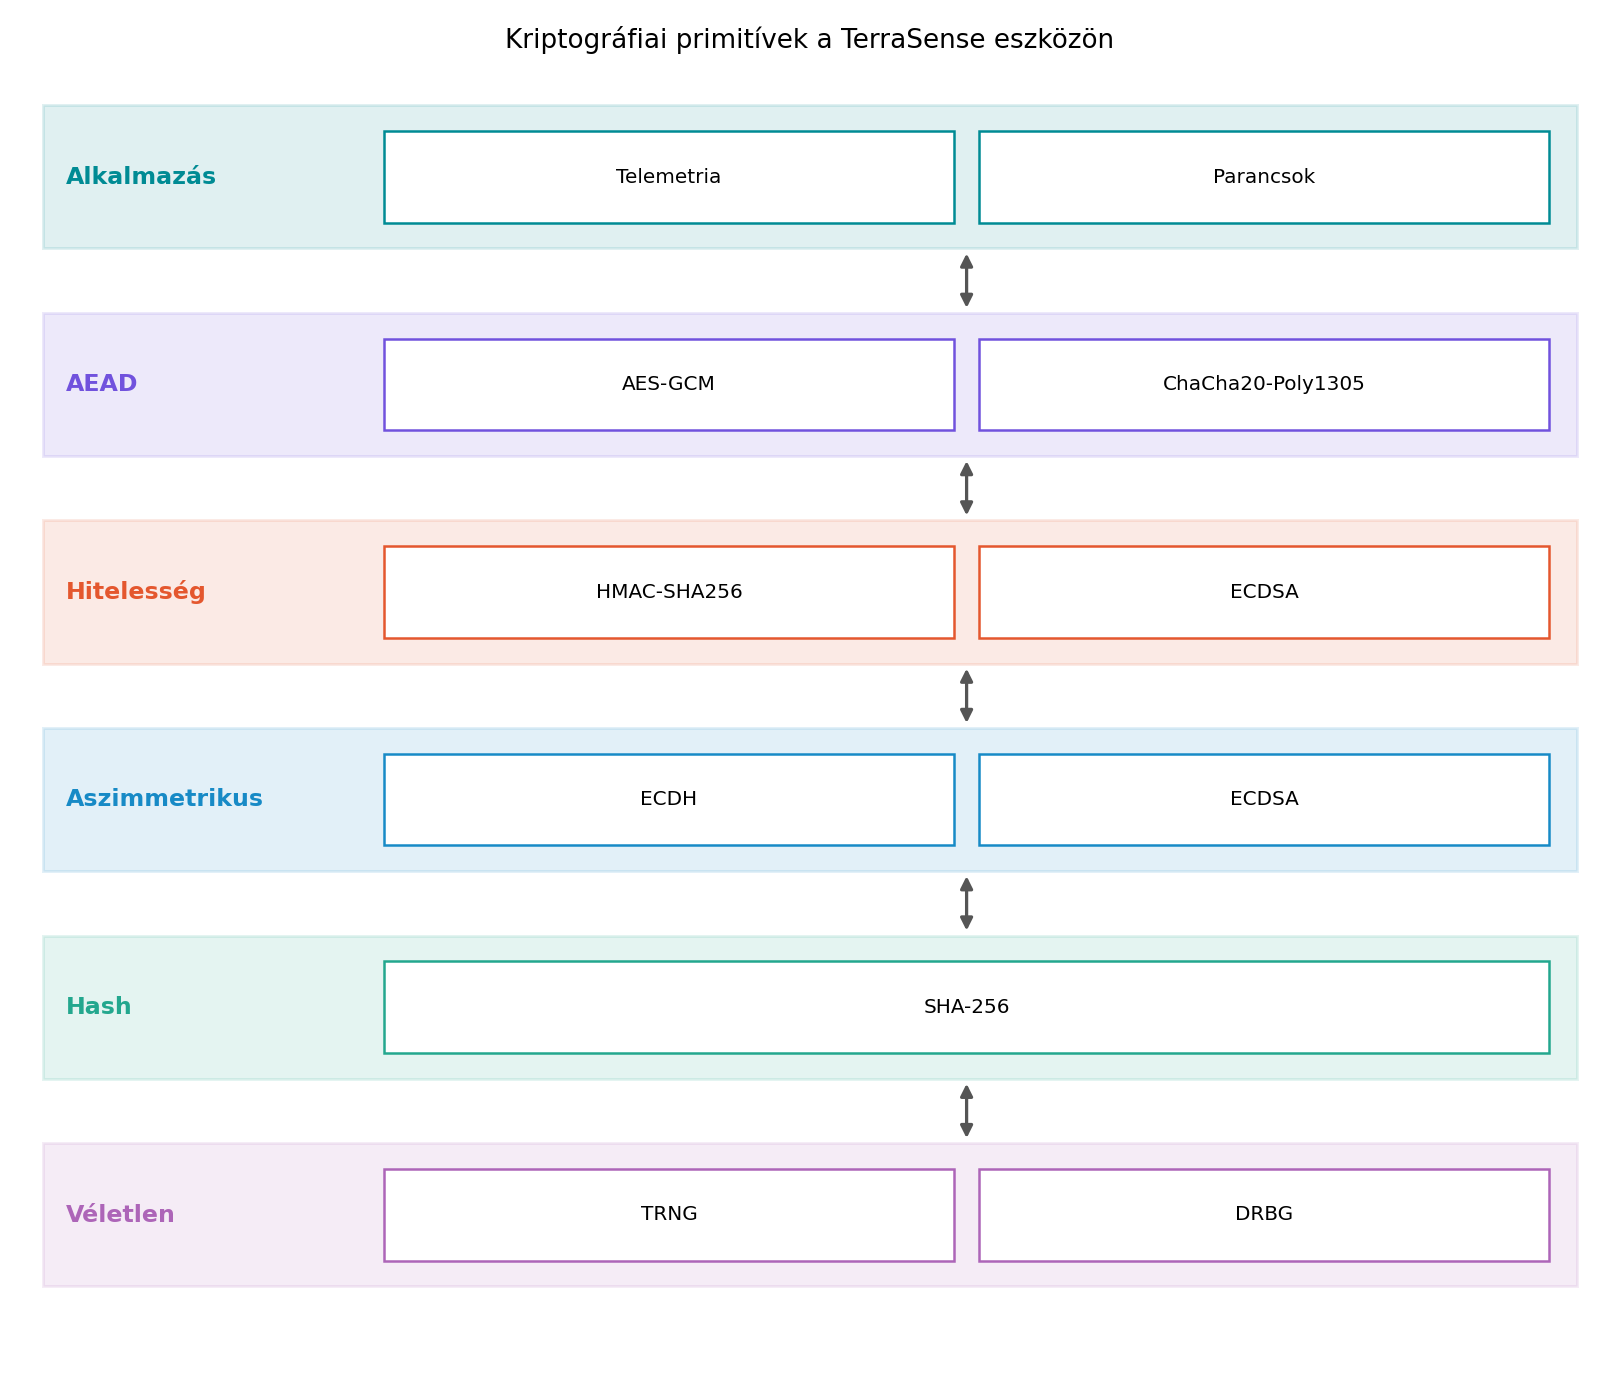 Kriptográfiai primitívek a TerraSense eszközön
Alkalmazás
Telemetria
Parancsok
AEAD
AES-GCM
ChaCha20-Poly1305
Hitelesség
HMAC-SHA256
ECDSA
Aszimmetrikus
ECDH
ECDSA
Hash
SHA-256
Véletlen
TRNG
DRBG